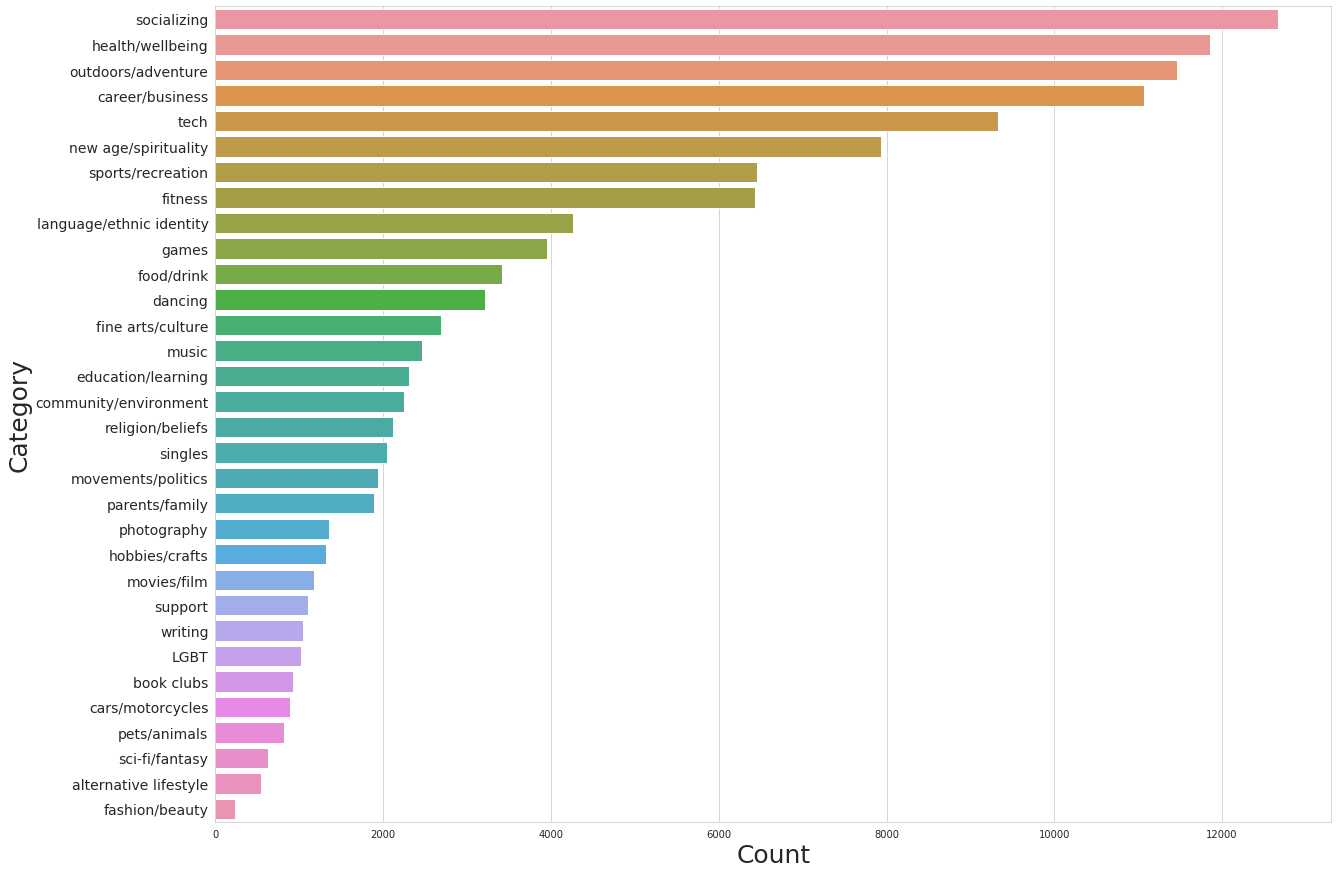 socializing
health/wellbeing
outdoors/adventure
career/business
tech
new age/spirituality
sports/recreation
fitness
language/ethnic identity
games
food/drink
dancing
fine arts/culture
music
education/learning
community/environment
religion/beliefs
singles
movements/politics
parents/family
photography
hobbies/crafts
movies/film
support
writing
LGBT
book clubs
cars/motorcycles
pets/animals
sci-fi/fantasy
alternative lifestyle
fashion/beauty
Category
0 2000 4000 6000 8000 10000 12000
Count